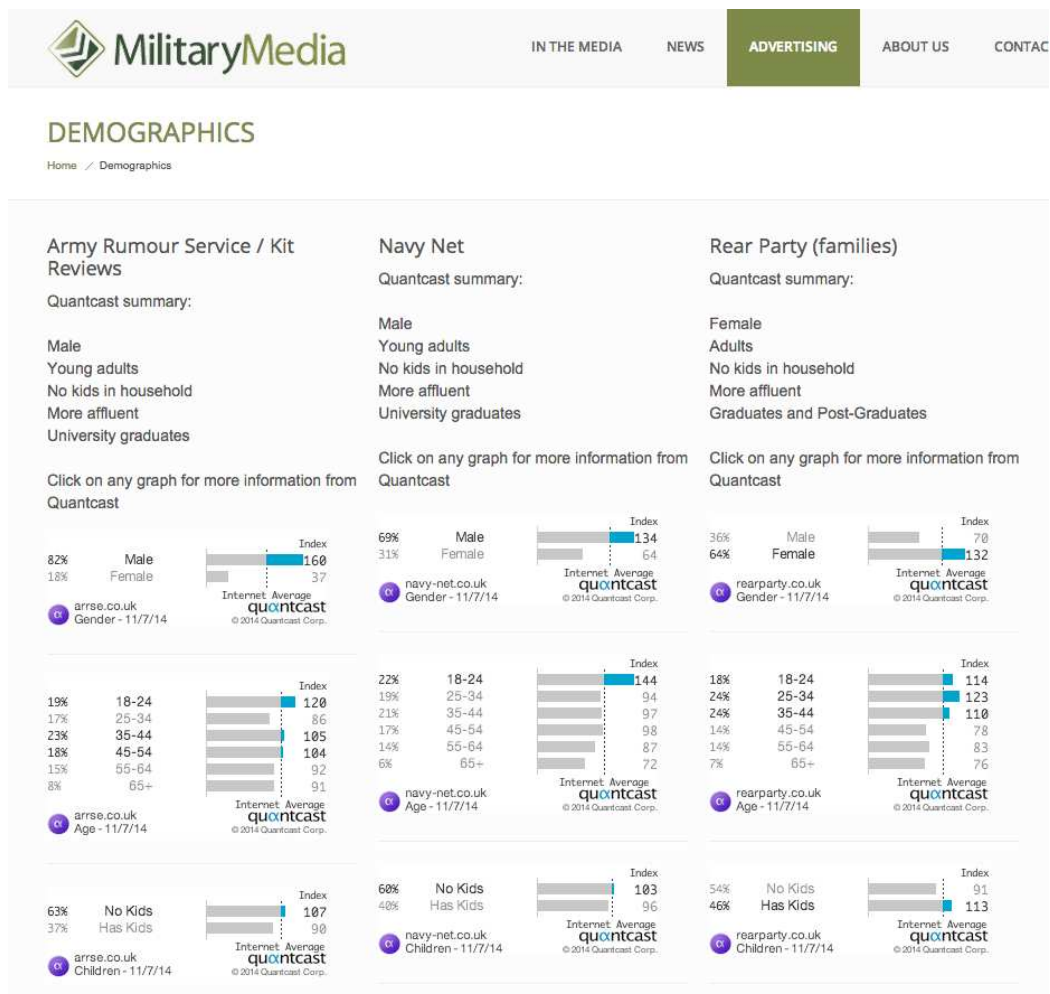 MilitaryMedia
IN THE MEDIA NEWS ADVERTISING ABOUT US CONTAC
DEMOGRAPHICS
Home / Demographics
Army Rumour Service / Kit
Reviews
Quantcast summary:
Male
Young adults
No kids in household
More affluent
University graduates
Click on any graph for more information from
Quantcast
Index
82% Male 160
18% Female 37
Internet Average
quantcast
© 2014 Quantcast Corp.
arrse.co.uk
Gender - 11/7/14
Index
19% 18-24 120
17% 25-34 86
23% 35-44 105
18% 45-54 104
15% 55-64 92
8% 65+ 91
Internet Average
quantcast
© 2014 Quantcast Corp.
arrse.co.uk
Age - 11/7/14
Index
63% No Kids 107
37% Has Kids 90
Internet Average
quantcast
© 2014 Quantcast Corp.
arrse.co.uk
Children - 11/7/14
Navy Net
Quantcast summary:
Male
Young adults
No kids in household
More affluent
University graduates
Click on any graph for more information from
Quantcast
Index
69% Male 134
31% Female 64
Internet Average
quantcast
© 2014 Quantcast Corp.
navy-net.co.uk
Gender - 11/7/14
Index
22% 18-24 144
19% 25-34 94
21% 35-44 97
17% 45-54 98
14% 55-64 87
6% 65+ 72
Internet Average
quantcast
© 2014 Quantcast Corp.
navy-net.co.uk
Age - 11/7/14
Index
60% No Kids 103
40% Has Kids 96
Internet Average
quantcast
© 2014 Quantcast Corp.
navy-net.co.uk
Children - 11/7/14
Rear Party (families)
Quantcast summary:
Female
Adults
No kids in household
More affluent
Graduates and Post-Graduates
Click on any graph for more information from
Quantcast
Index
36% Male 70
64% Female 132
Internet Average
quantcast
© 2014 Quantcast Corp.
rearparty.co.uk
Gender - 11/7/14
Index
18% 18-24 114
24% 25-34 123
24% 35-44 110
14% 45-54 78
14% 55-64 83
7% 65+ 76
Internet Average
quantcast
© 2014 Quantcast Corp.
rearparty.co.uk
Age - 11/7/14
Index
54% No Kids 91
46% Has Kids 113
Internet Average
quantcast
© 2014 Quantcast Corp.
rearparty.co.uk
Children - 11/7/14